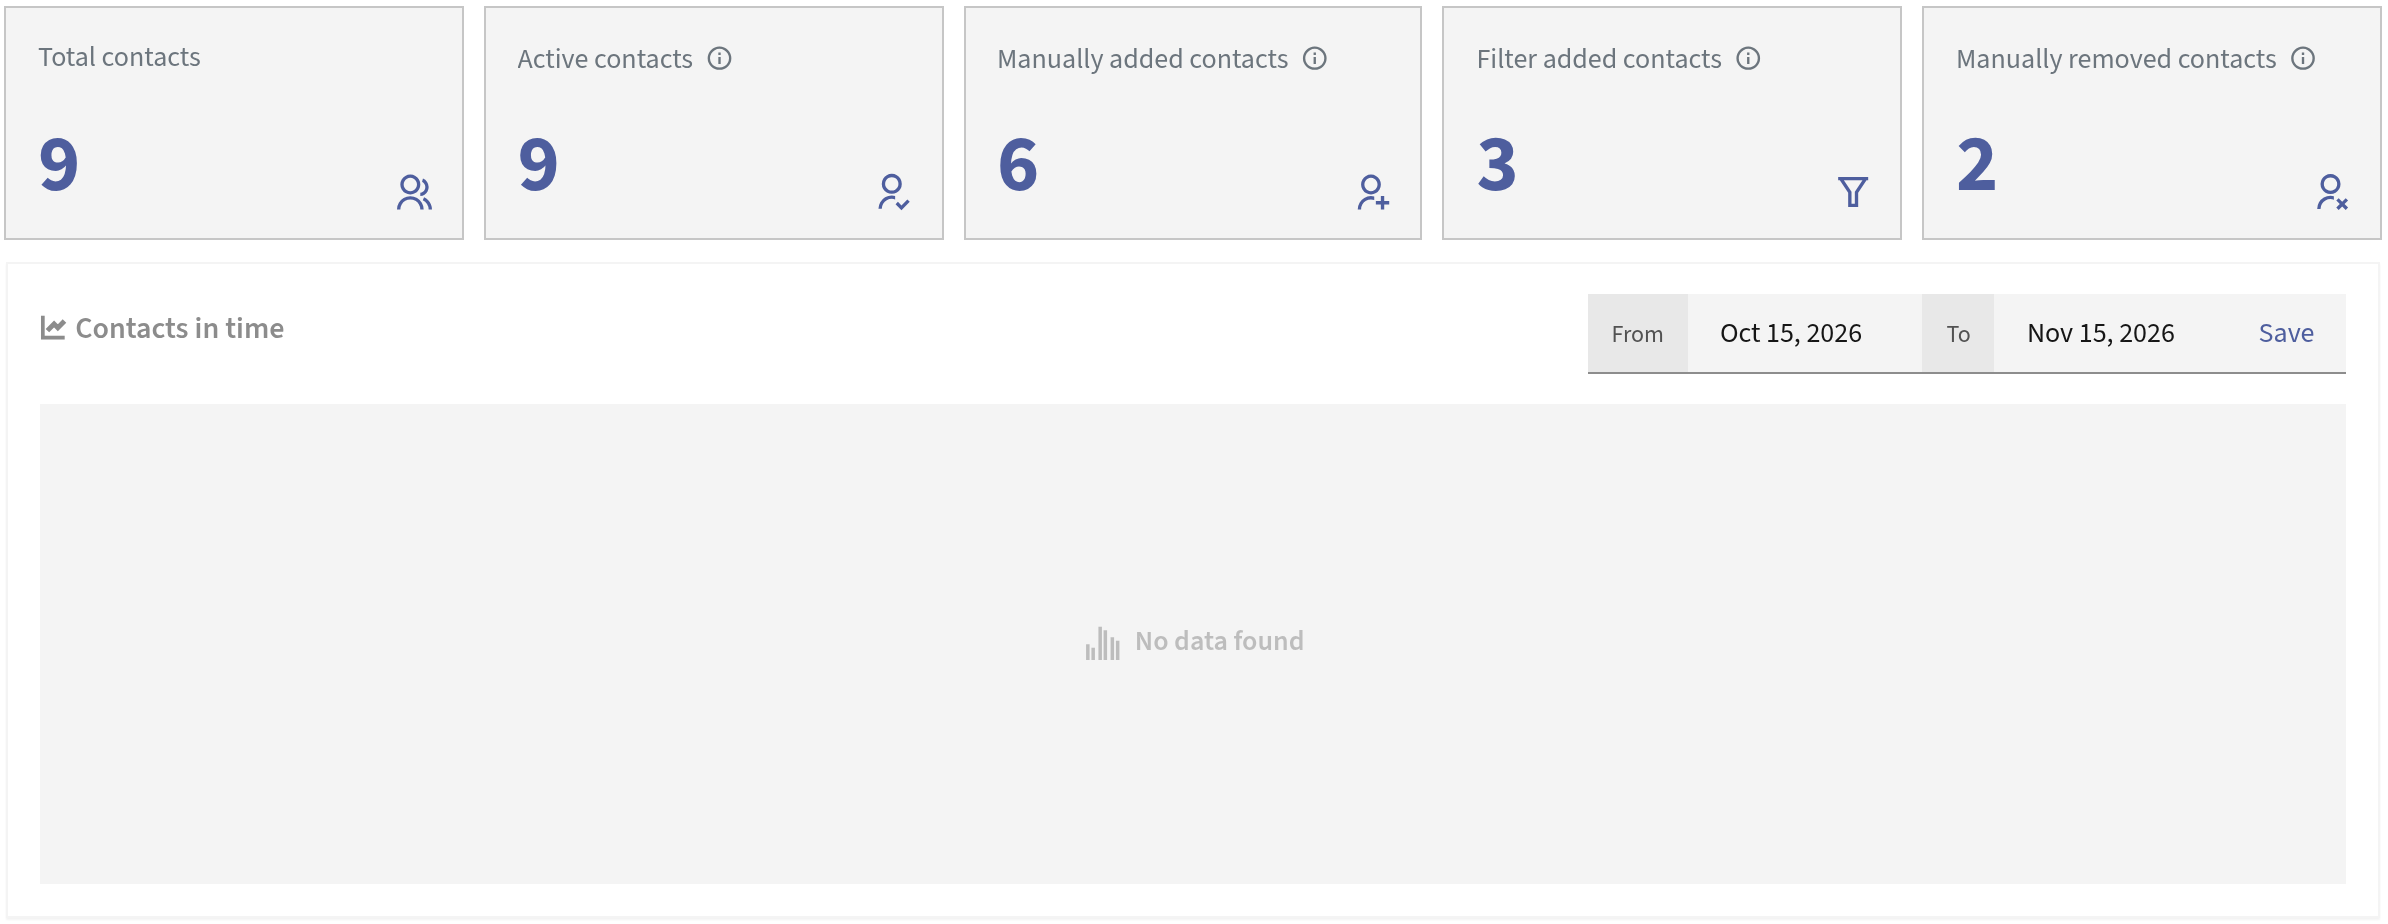 Total contacts
9
Active contacts
9
Manually added contacts
6
Filter added contacts
3
Manually removed contacts
2
Contacts in time
From Oct 15, 2026 To Nov 15, 2026 Save
No data found